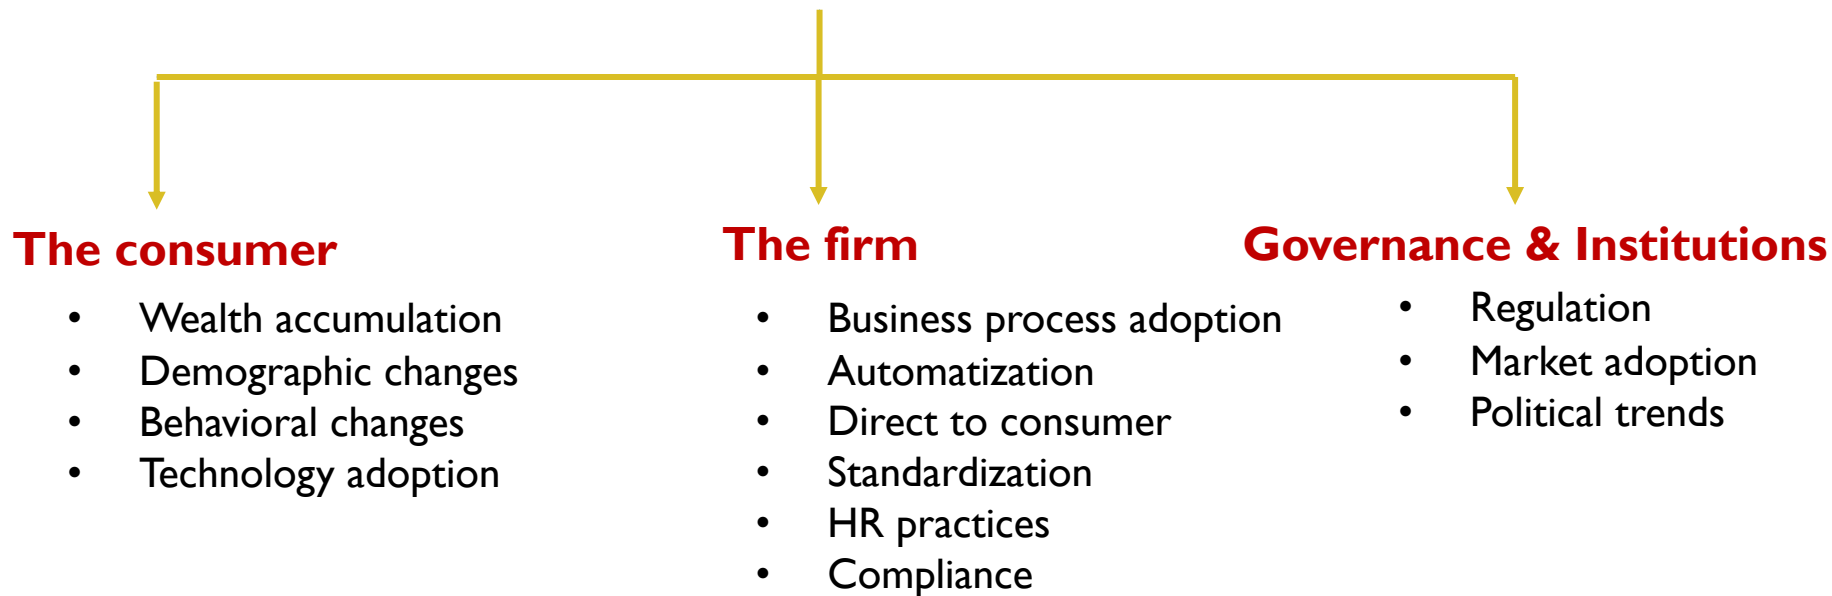 The consumer
• Wealth accumulation
• Demographic changes
• Behavioral changes
• Technology adoption
The firm
• Business process adoption
• Automatization
• Direct to consumer
• Standardization
• HR practices
• Compliance
Governance & Institutions
• Regulation
• Market adoption
• Political trends